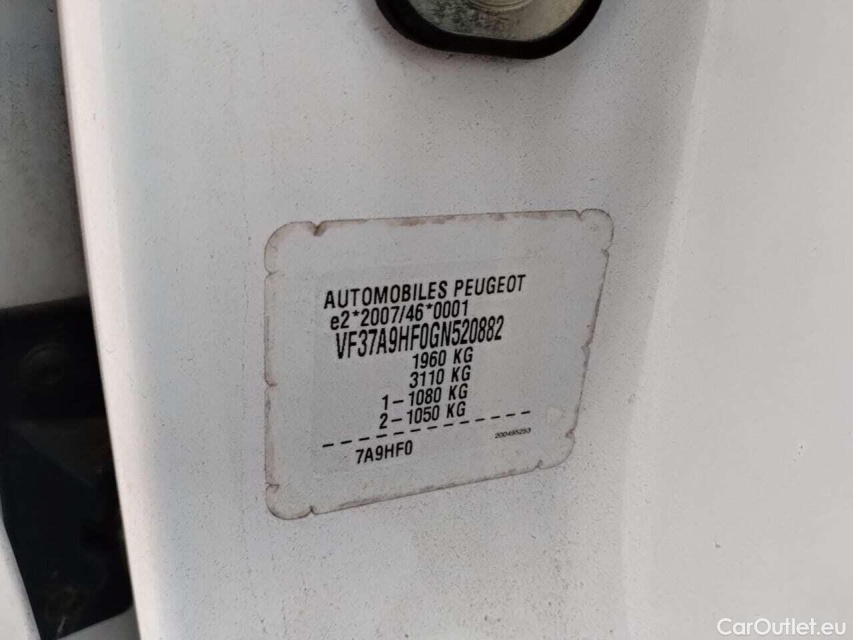 AUTOMOBILES PEUGEOT
e2*2007/46*0001
VF37A9HF0GN520882
1960 KG
3110 KG
1-1080 KG
2-1050 KG
7A9HF0
200495253
CarOutlet.eu